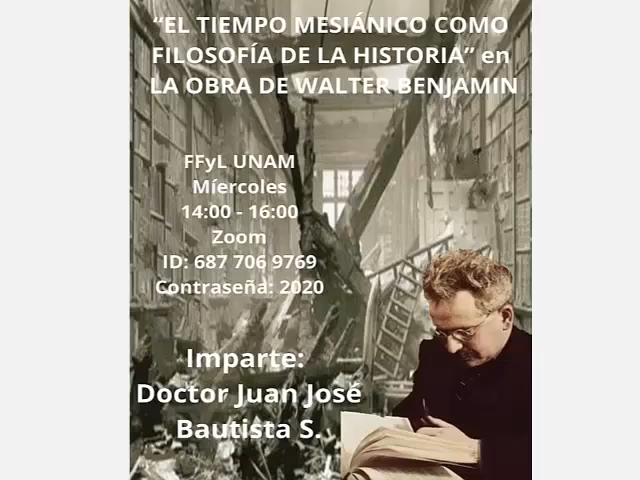 “EL TIEMPO MESIÁNICO COMO
FILOSOFÍA DE LA HISTORIA” en
LA OBRA DE WALTER BENJAMIN
FFyL UNAM
Míercoles
14:00 - 16:00
Zoom
ID: 687 706 9769
Contraseña: 2020
Imparte:
Doctor Juan José
Bautista S.